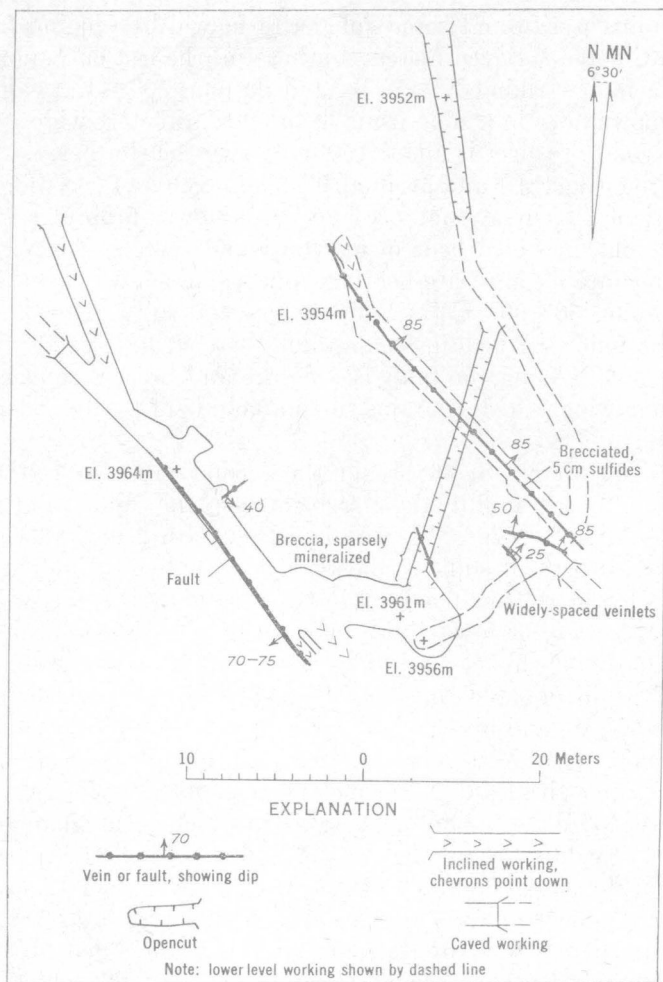 N MN
6°30'
El. 3952m
El. 3954m
85
85
Brecciated,
5 cm sulfides
El. 3964m
40
50
85
25
Breccia, sparsely
mineralized
Fault
Widely-spaced veinlets
El. 3961m
70-75
El. 3956m
10 0 20 Meters
EXPLANATION
70
Vein or fault, showing dip
Inclined working,
chevrons point down
Opencut
Caved working
Note: lower level working shown by dashed line